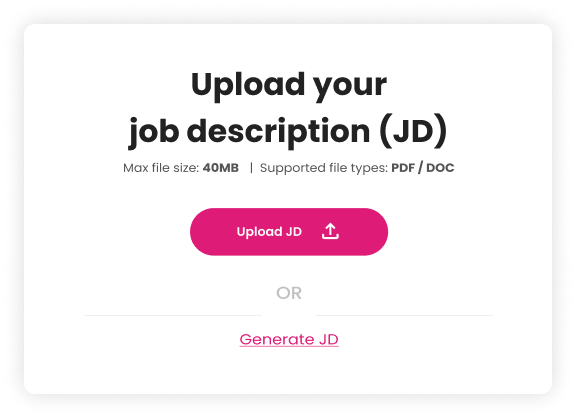 Upload your
job description (JD)
Max file size: 40MB | Supported file types: PDF / DOC
Upload JD
OR
Generate JD